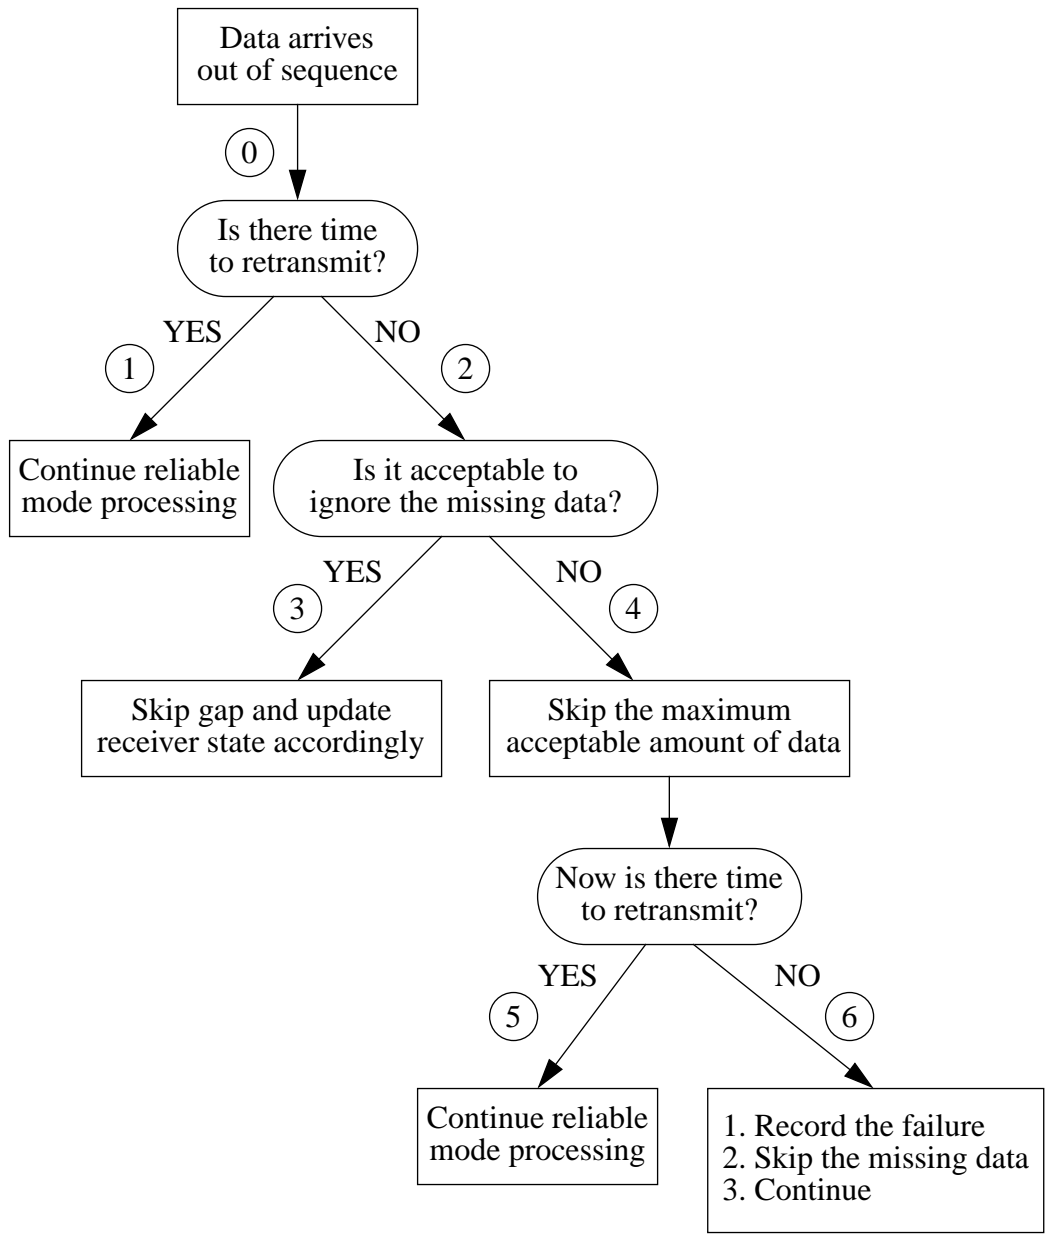 Data arrives
out of sequence
0
Is there time
to retransmit?
YES
NO
1
2
Continue reliable
mode processing
Is it acceptable to
ignore the missing data?
YES
NO
3
4
Skip gap and update
receiver state accordingly
Skip the maximum
acceptable amount of data
Now is there time
to retransmit?
YES
NO
5
6
Continue reliable
mode processing
1. Record the failure
2. Skip the missing data
3. Continue